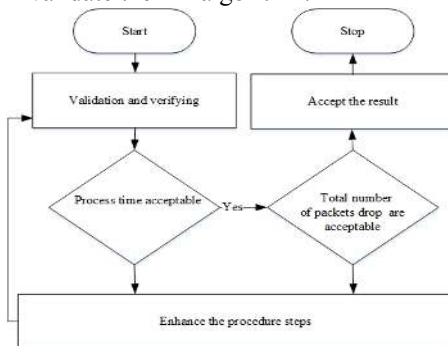 Start
Stop
Validation and verifying
Accept the result
Process time acceptable
Yes
Total number
of packets drop are
acceptable
Enhance the procedure steps